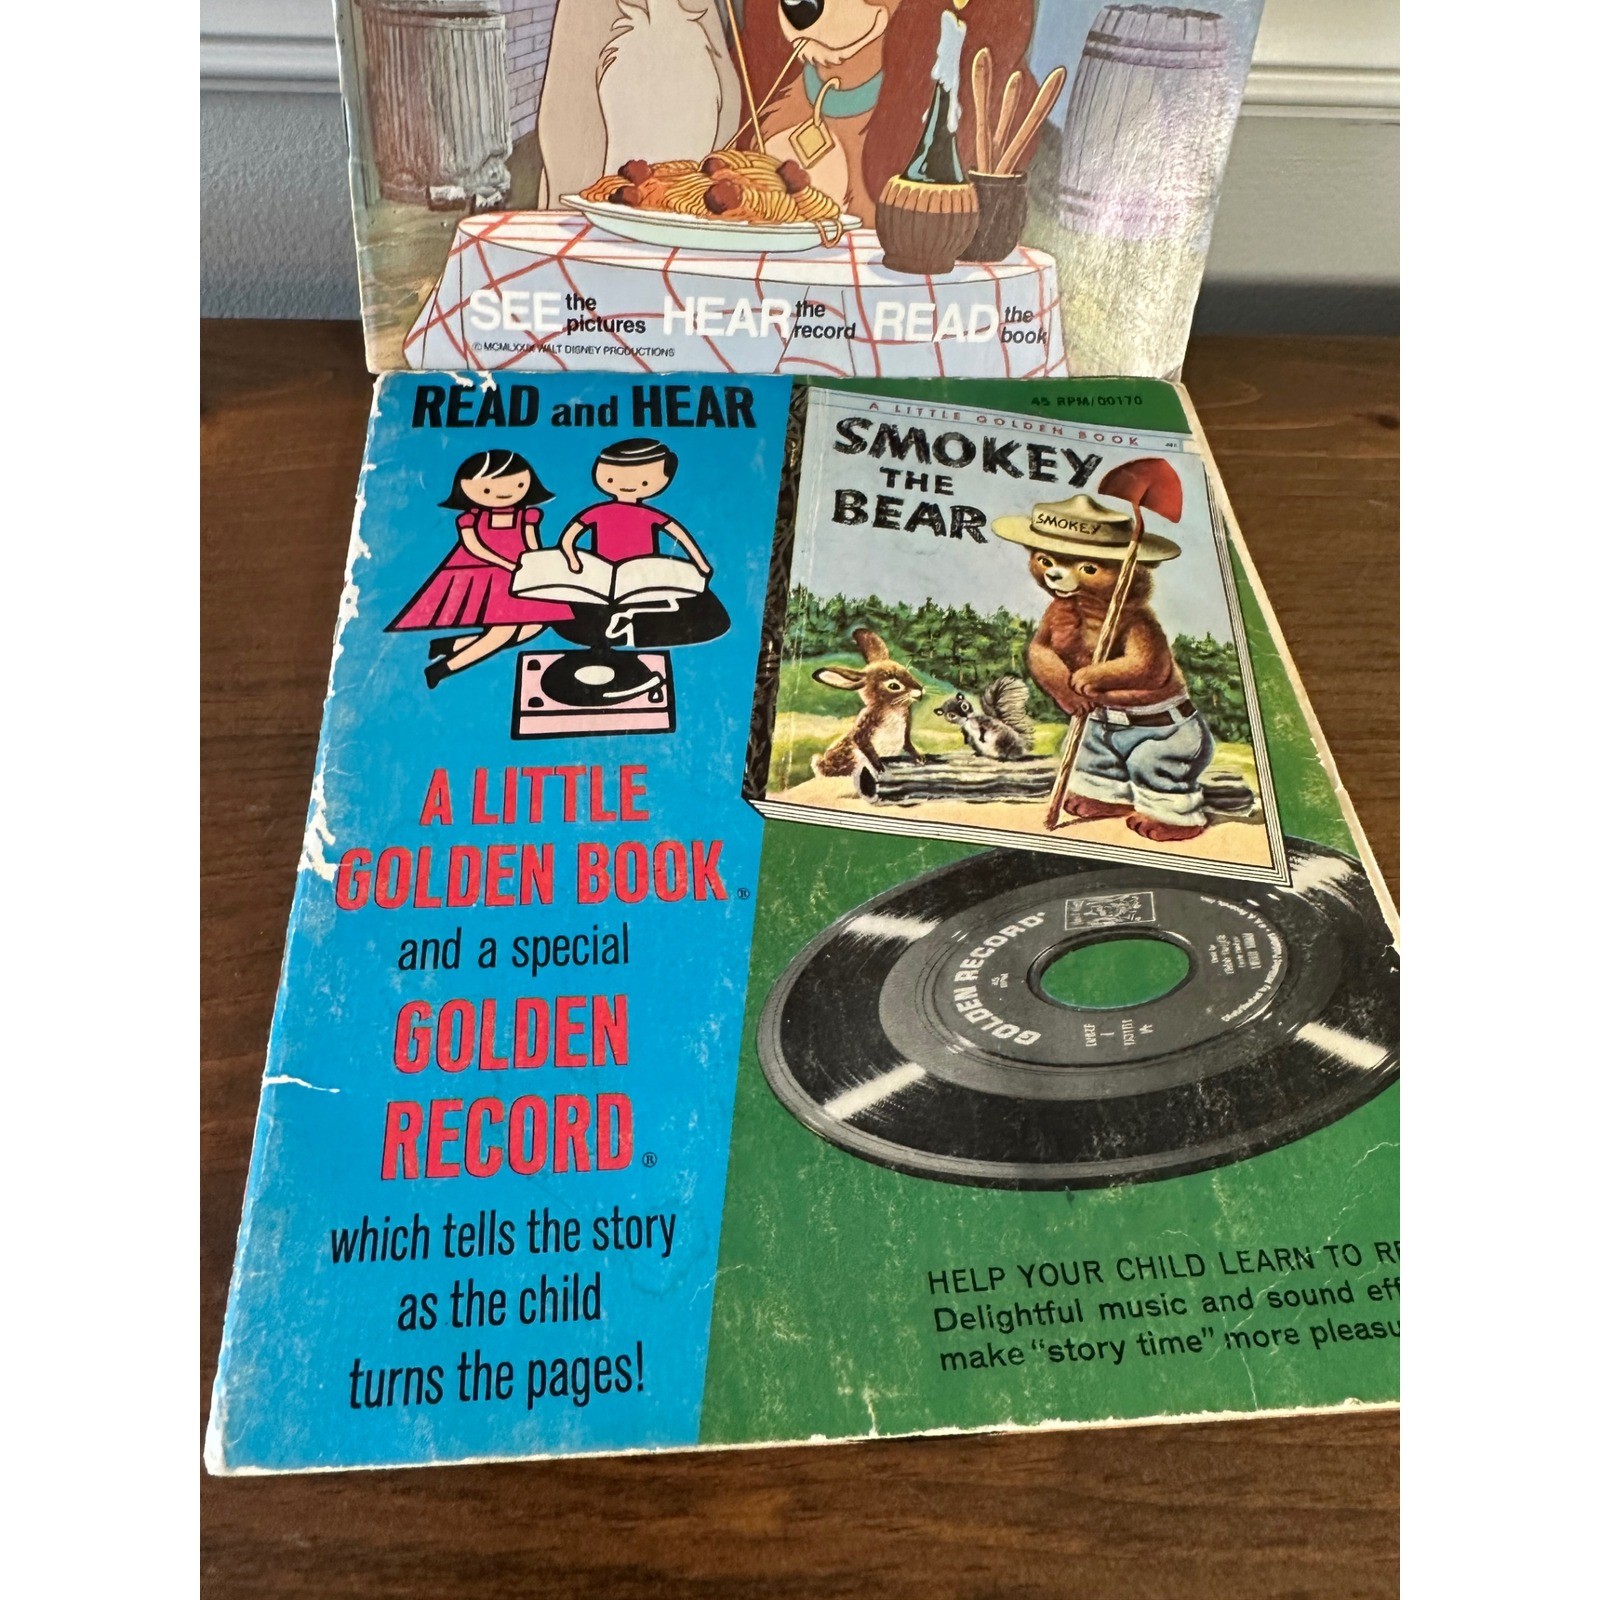 SEE the pictures HEAR the record READ the book
WALT DISNEY PRODUCTIONS
READ and HEAR
45 RPM/00170
A LITTLE GOLDEN BOOK
SMOKEY
THE
BEAR
SMOKEY
A LITTLE
GOLDEN BOOK®
and a special
GOLDEN
RECORD®
which tells the story
as the child
turns the pages!
GOLDEN RECORD
45
RPM
HELP YOUR CHILD LEARN TO
Delightful music and sound
make "story time" more